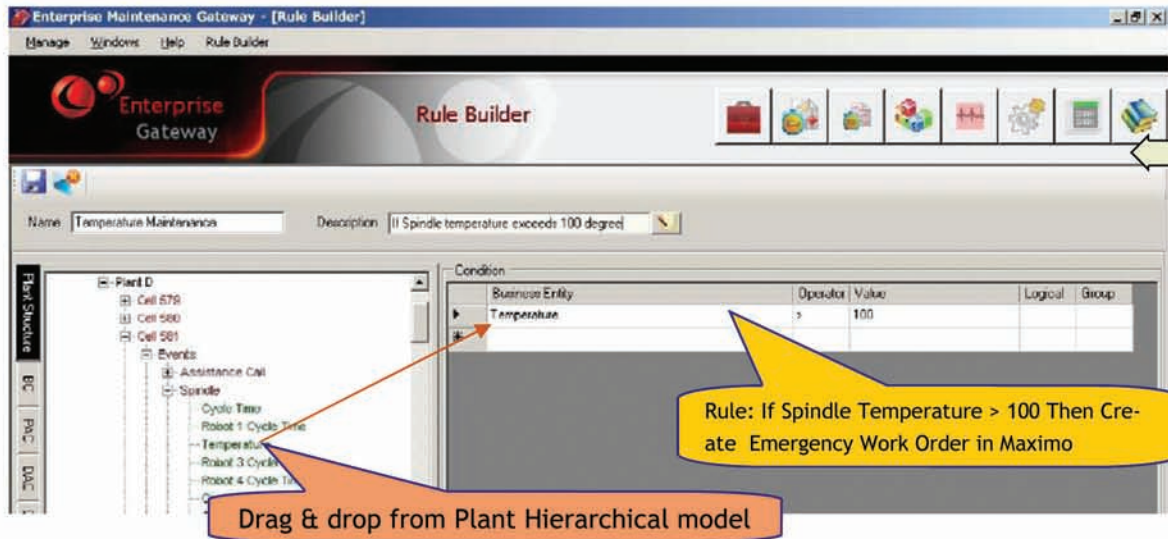 Enterprise Maintenance Gateway - [Rule Builder]
Manage Windows Help Rule Builder
Enterprise
Gateway
Rule Builder
Name Temperature Maintenance Description If Spindle temperature exceeds 100 degree
Plant Structure
BC
PAC
DAC
Plant D
Cell 579
Cell 580
Cell 581
Events
Assistance Call
Spindle
Cycle Time
Robot 1 Cycle Time
Temperature
Robot 3 Cycle
Robot 4 Cycle
Condition
Business Entity Operator Value Logical Group
Temperature > 100
Rule: If Spindle Temperature > 100 Then Cre-
ate Emergency Work Order in Maximo
Drag & drop from Plant Hierarchical model